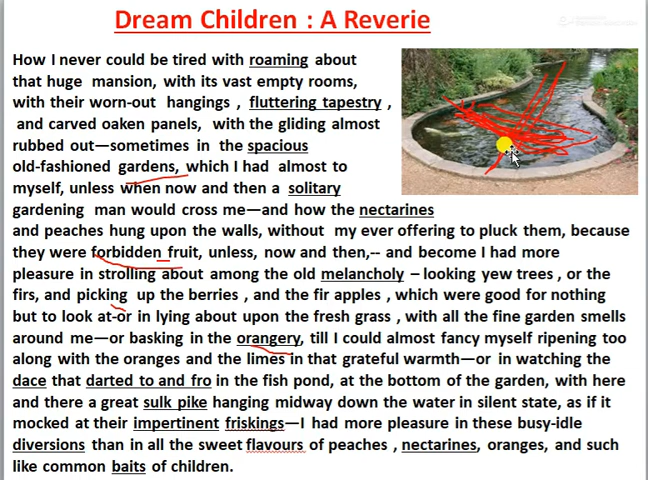 Dream Children : A Reverie
How I never could be tired with roaming about
that huge mansion, with its vast empty rooms,
with their worn-out hangings , fluttering tapestry ,
and carved oaken panels, with the gliding almost
rubbed out—sometimes in the spacious
old-fashioned gardens, which I had almost to
myself, unless when now and then a solitary
gardening man would cross me—and how the nectarines
and peaches hung upon the walls, without my ever offering to pluck them, because
they were forbidden fruit, unless, now and then,-- and become I had more
pleasure in strolling about among the old melancholy – looking yew trees , or the
firs, and picking up the berries , and the fir apples , which were good for nothing
but to look at-or in lying about upon the fresh grass , with all the fine garden smells
around me—or basking in the orangery, till I could almost fancy myself ripening too
along with the oranges and the limes in that grateful warmth—or in watching the
dace that darted to and fro in the fish pond, at the bottom of the garden, with here
and there a great sulk pike hanging midway down the water in silent state, as if it
mocked at their impertinent friskings—I had more pleasure in these busy-idle
diversions than in all the sweet flavours of peaches , nectarines, oranges, and such
like common baits of children.